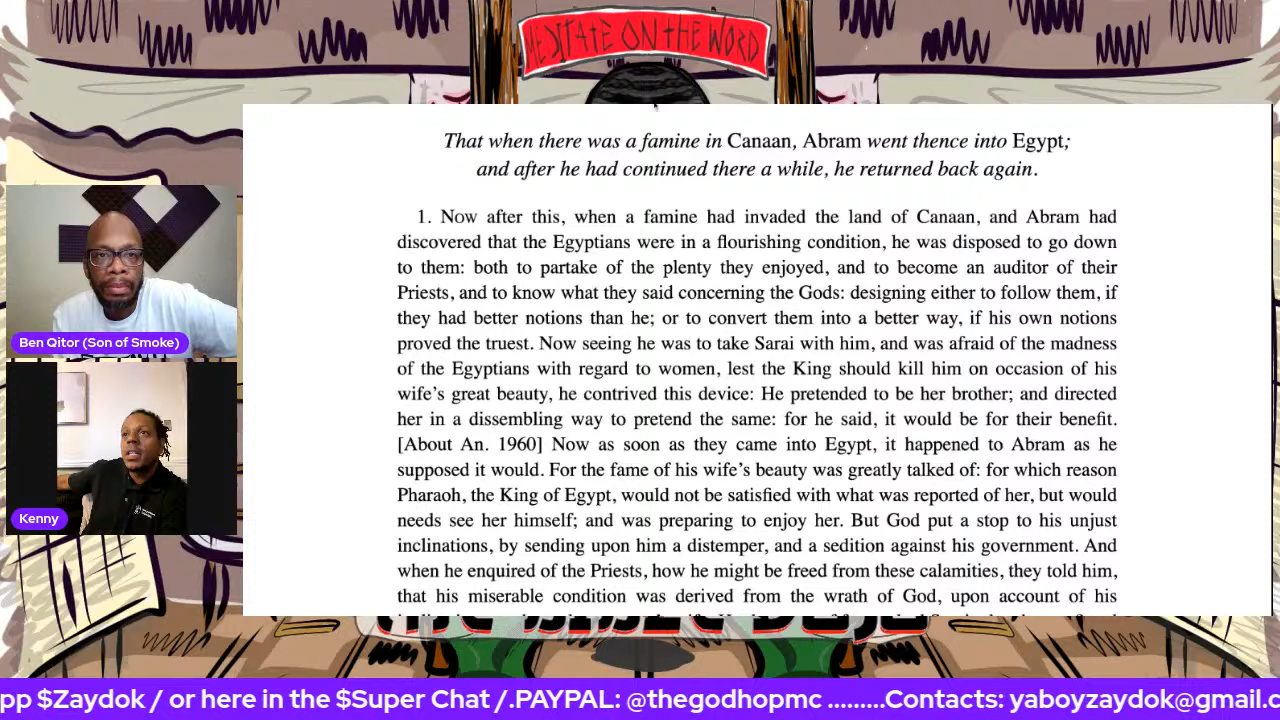 MEDITATE ON THE WORD
That when there was a famine in Canaan, Abram went thence into Egypt;
and after he had continued there a while, he returned back again.
1. Now after this, when a famine had invaded the land of Canaan, and Abram had
discovered that the Egyptians were in a flourishing condition, he was disposed to go down
to them: both to partake of the plenty they enjoyed, and to become an auditor of their
Priests, and to know what they said concerning the Gods: designing either to follow them, if
they had better notions than he; or to convert them into a better way, if his own notions
proved the truest. Now seeing he was to take Sarai with him, and was afraid of the madness
of the Egyptians with regard to women, lest the King should kill him on occasion of his
wife's great beauty, he contrived this device: He pretended to be her brother; and directed
her in a dissembling way to pretend the same: for he said, it would be for their benefit.
[About An. 1960] Now as soon as they came into Egypt, it happened to Abram as he
supposed it would. For the fame of his wife's beauty was greatly talked of: for which reason
Pharaoh, the King of Egypt, would not be satisfied with what was reported of her, but would
needs see her himself; and was preparing to enjoy her. But God put a stop to his unjust
inclinations, by sending upon him a distemper, and a sedition against his government. And
when he enquired of the Priests, how he might be freed from these calamities, they told him,
that his miserable condition was derived from the wrath of God, upon account of his
Ben Qitor (Son of Smoke)
Kenny
pp $Zaydok / or here in the $Super Chat /.PAYPAL: @thegodhopmc .........Contacts: yaboyzaydok@gmail.c